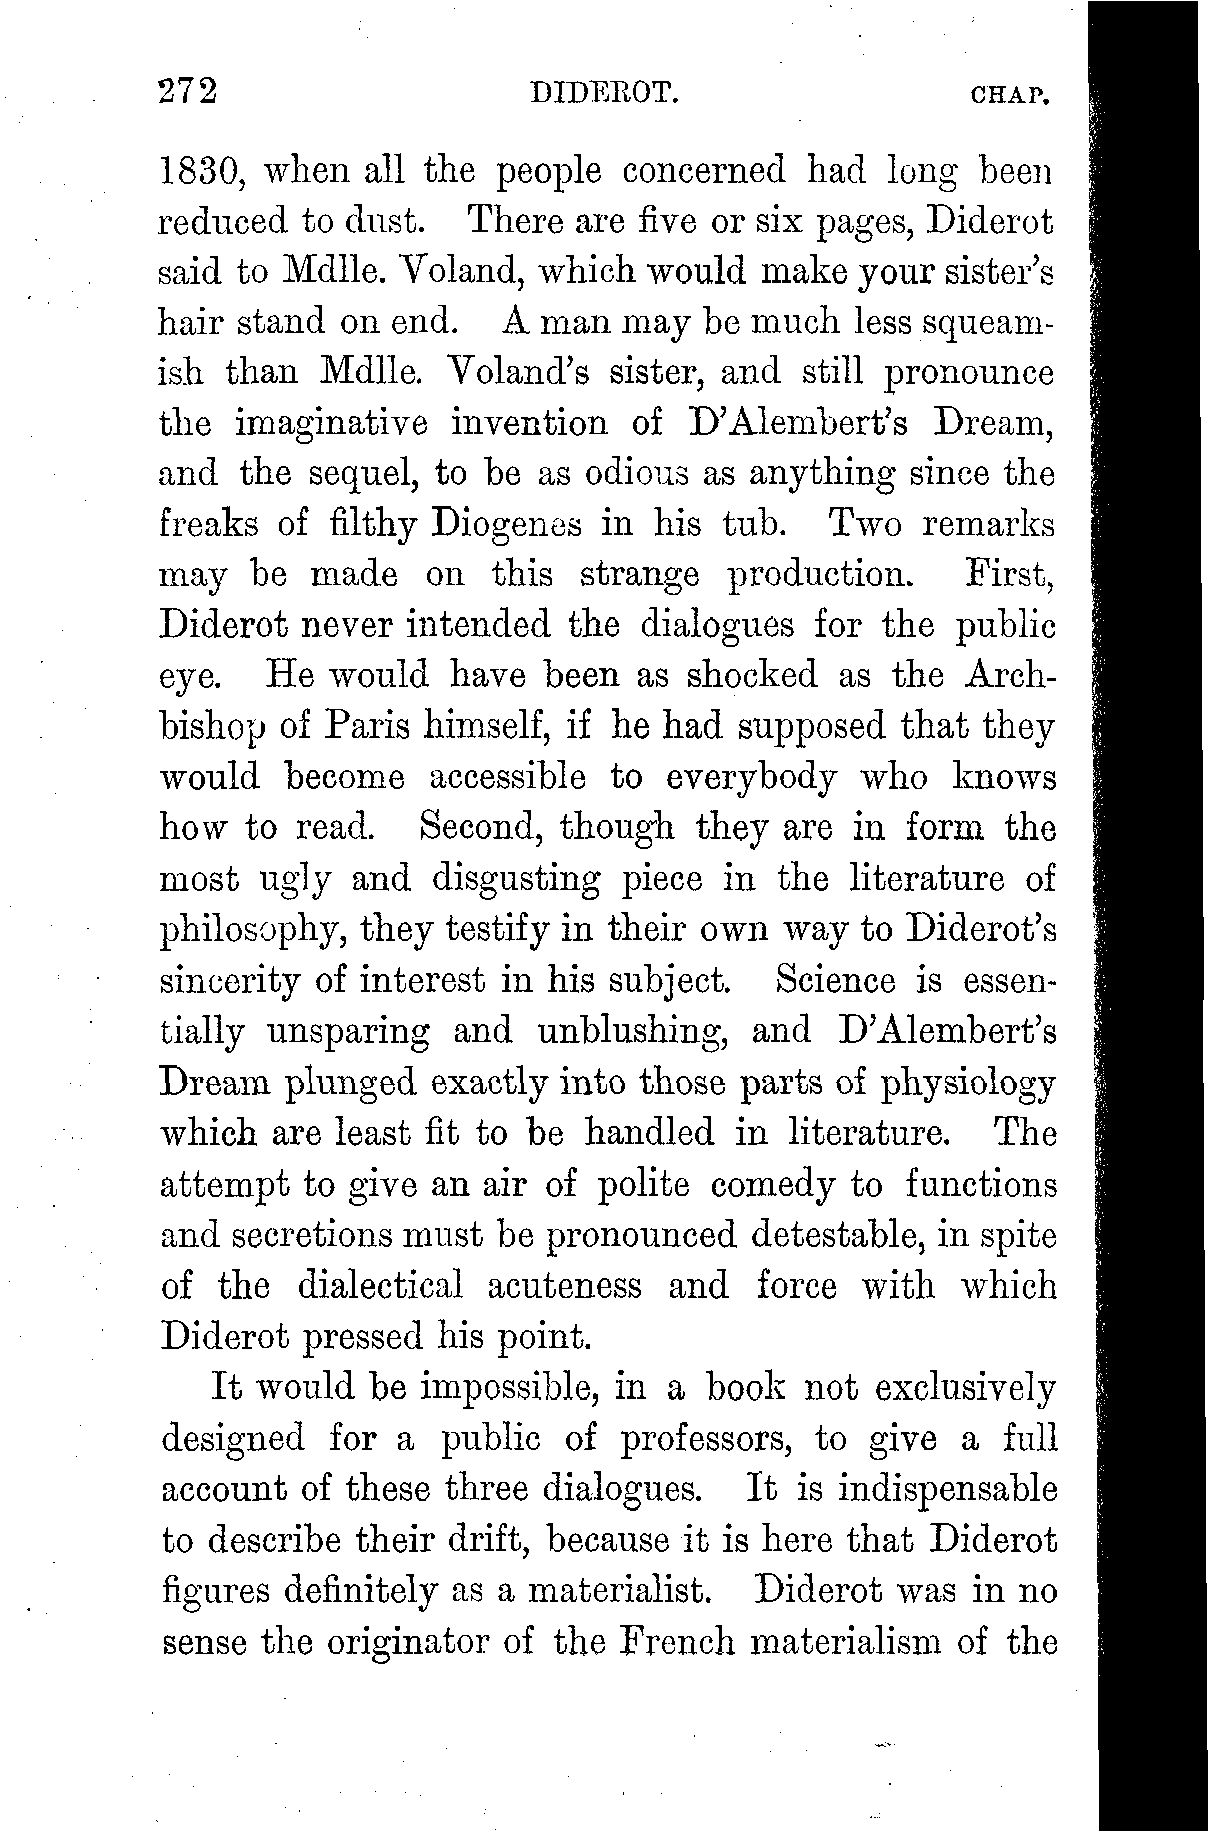 272 DIDEROT. CHAP.
1830, when all the people concerned had long been
reduced to dust. There are five or six pages, Diderot
said to Mdlle. Voland, which would make your sister's
hair stand on end. A man may be much less squeam-
ish than Mdlle. Voland's sister, and still pronounce
the imaginative invention of D'Alembert's Dream,
and the sequel, to be as odious as anything since the
freaks of filthy Diogenes in his tub. Two remarks
may be made on this strange production. First,
Diderot never intended the dialogues for the public
eye. He would have been as shocked as the Arch-
bishop of Paris himself, if he had supposed that they
would become accessible to everybody who knows
how to read. Second, though they are in form the
most ugly and disgusting piece in the literature of
philosophy, they testify in their own way to Diderot's
sincerity of interest in his subject. Science is essen-
tially unsparing and unblushing, and D'Alembert's
Dream plunged exactly into those parts of physiology
which are least fit to be handled in literature. The
attempt to give an air of polite comedy to functions
and secretions must be pronounced detestable, in spite
of the dialectical acuteness and force with which
Diderot pressed his point.
It would be impossible, in a book not exclusively
designed for a public of professors, to give a full
account of these three dialogues. It is indispensable
to describe their drift, because it is here that Diderot
figures definitely as a materialist. Diderot was in no
sense the originator of the French materialism of the